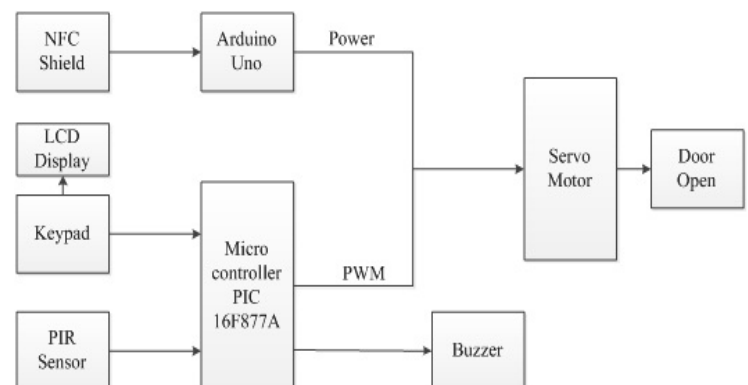 NFC
Shield
Arduino
Uno
Power
LCD
Display
Keypad
Micro
controller
PIC
16F877A
PWM
Servo
Motor
Door
Open
PIR
Sensor
Buzzer